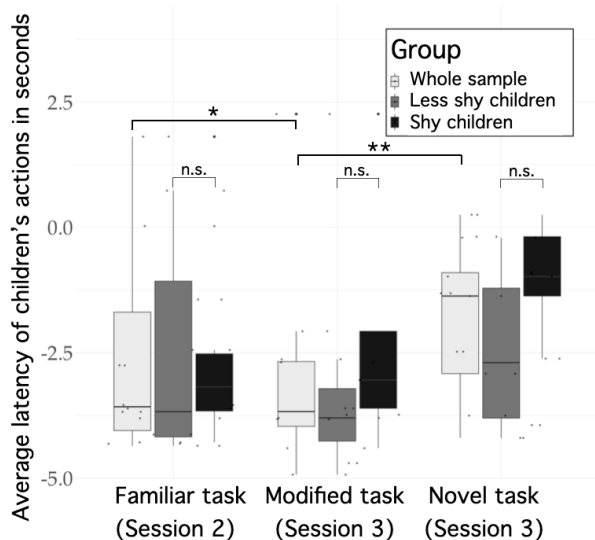 Average latency of children's actions in seconds
Group
Whole sample
Less shy children
Shy children
2.5
0.0
-2.5
-5.0
*
**
n.s.
n.s.
n.s.
Familiar task
(Session 2)
Modified task
(Session 3)
Novel task
(Session 3)